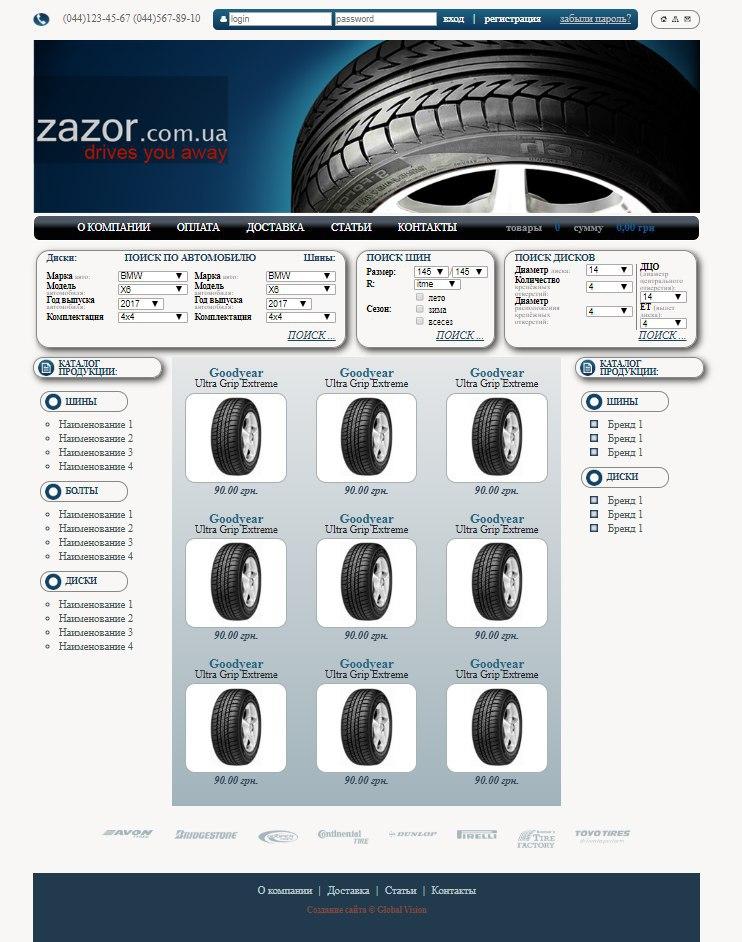 (044)123-45-67 (044)567-89-10
login
password
вход | регистрация
забыли пароль?
zazor.com.ua
drives you away
О КОМПАНИИ ОПЛАТА ДОСТАВКА СТАТЬИ КОНТАКТЫ
товары 0 сумму 0,00 грн
Диски: ПОИСК ПО АВТОМОБИЛЮ Шины:
Марка авто: BMW Марка авто: BMW
Модель автомобиля: X6 Модель автомобиля: X6
Год выпуска автомобиля: 2017 Год выпуска автомобиля: 2017
Комплектация 4x4 Комплектация 4x4
ПОИСК ...
ПОИСК ШИН
Размер: 145 / 145
R: itme
Сезон:
лето
зима
всесез
ПОИСК ...
ПОИСК ДИСКОВ
Диаметр диска: 14
Количество крепёжных отверстий: 4
Диаметр расположения крепёжных отверстий: 4
ДЦО (диаметр центрального отверстия):
14
ET (вылет диска):
4
ПОИСК ...
КАТАЛОГ
ПРОДУКЦИИ:
ШИНЫ
Наименование 1
Наименование 2
Наименование 3
Наименование 4
БОЛТЫ
Наименование 1
Наименование 2
Наименование 3
Наименование 4
ДИСКИ
Наименование 1
Наименование 2
Наименование 3
Наименование 4
Goodyear Goodyear Goodyear
Ultra Grip Extreme Ultra Grip Extreme Ultra Grip Extreme
90.00 грн. 90.00 грн. 90.00 грн.
Goodyear Goodyear Goodyear
Ultra Grip Extreme Ultra Grip Extreme Ultra Grip Extreme
90.00 грн. 90.00 грн. 90.00 грн.
Goodyear Goodyear Goodyear
Ultra Grip Extreme Ultra Grip Extreme Ultra Grip Extreme
90.00 грн. 90.00 грн. 90.00 грн.
КАТАЛОГ
ПРОДУКЦИИ:
ШИНЫ
Бренд 1
Бренд 1
Бренд 1
ДИСКИ
Бренд 1
Бренд 1
Бренд 1
AVON BRIDGESTONE Continental TIRE DUNLOP PIRELLI TIRE FACTORY TOYO TIRES
О компании | Доставка | Статьи | Контакты
Создание сайта © Global Vision